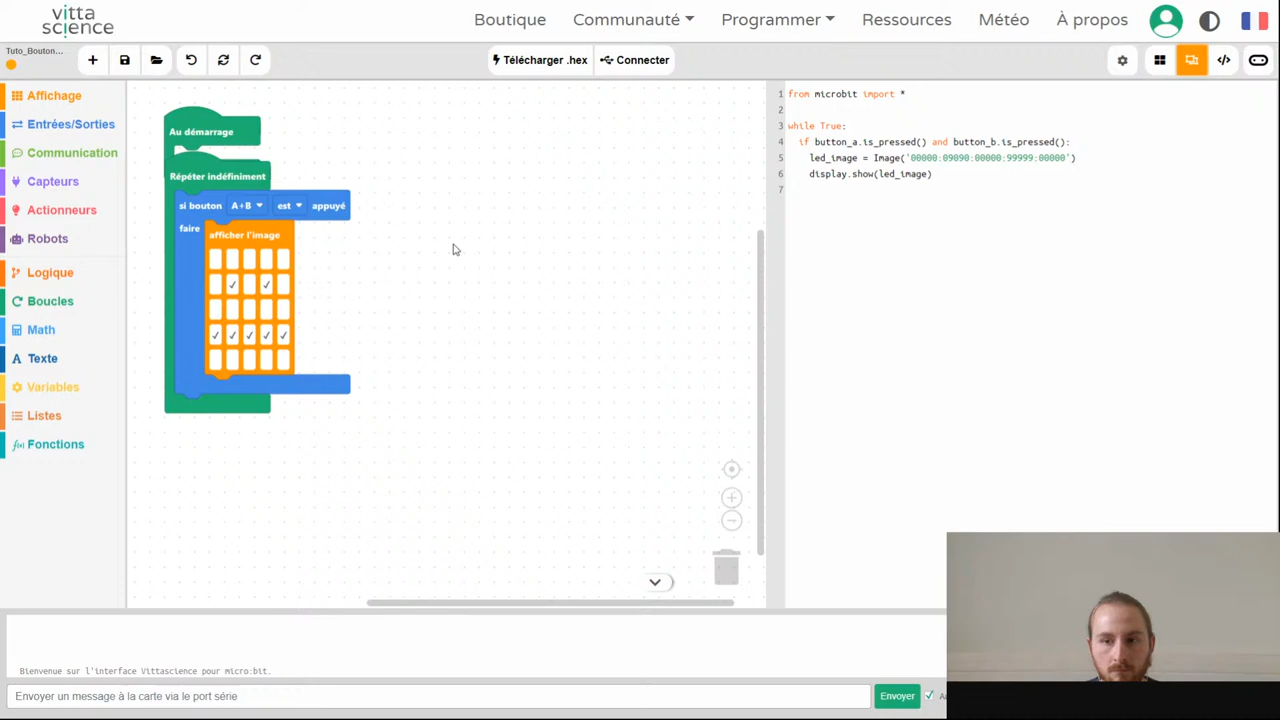 vitta
science
Boutique
Communauté
Programmer
Ressources
Météo
À propos
Tuto_Bouton...
Télécharger .hex
Connecter
Affichage
Entrées/Sorties
Communication
Capteurs
Actionneurs
Robots
Logique
Boucles
Math
Texte
Variables
Listes
Fonctions
Au démarrage
Répéter indéfiniment
si bouton A+B est appuyé
faire
afficher l'image
1 from microbit import *
2
3 while True:
4 if button_a.is_pressed() and button_b.is_pressed():
5 led_image = Image('00000:09090:00000:99999:00000')
6 display.show(led_image)
7
Bienvenue sur l'interface Vittascience pour micro:bit.
Envoyer un message à la carte via le port série
Envoyer